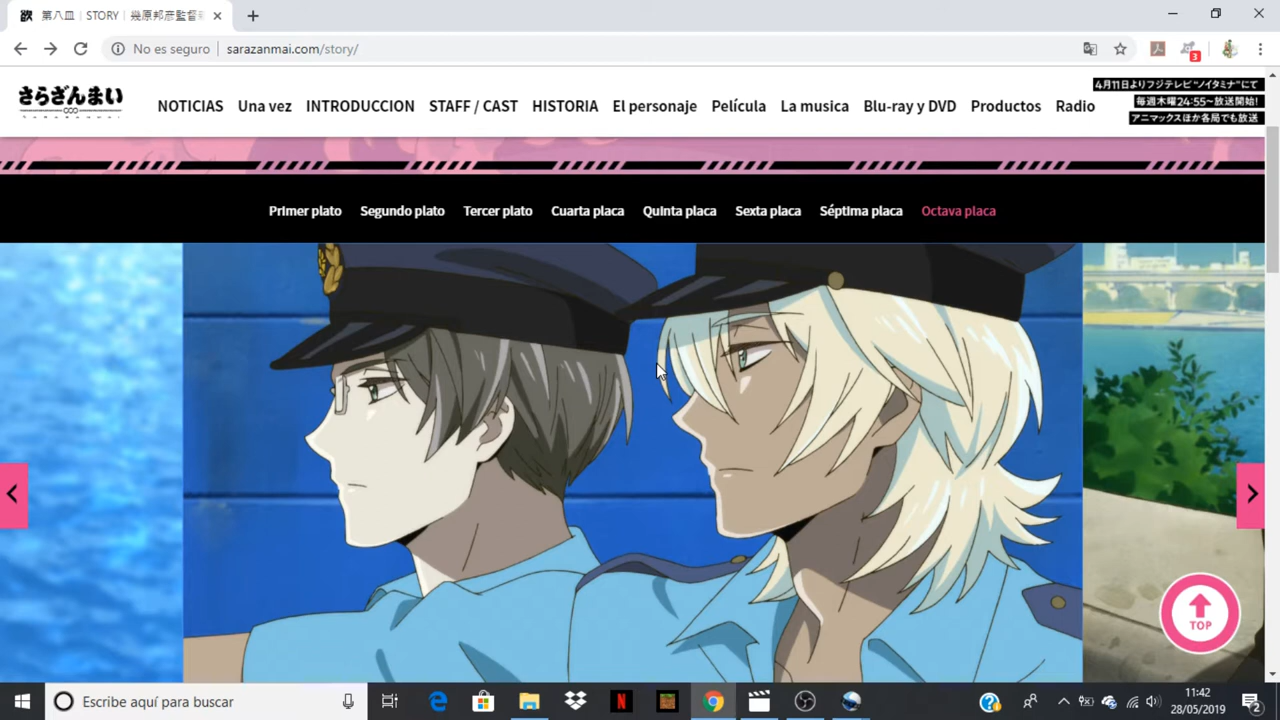 欲 第八皿｜STORY｜幾原邦彦監督
No es seguro
sarazanmai.com/story/
3
さらざんまい
NOTICIAS Una vez INTRODUCCION STAFF / CAST HISTORIA El personaje Película La musica Blu-ray y DVD Productos Radio
4月11日よりフジテレビ"ノイタミナ"にて
毎週木曜24:55~放送開始!
アニマックスほか各局でも放送
Primer plato Segundo plato Tercer plato Cuarta placa Quinta placa Sexta placa Séptima placa Octava placa
TOP
Escribe aquí para buscar
11:42
28/05/2019
2